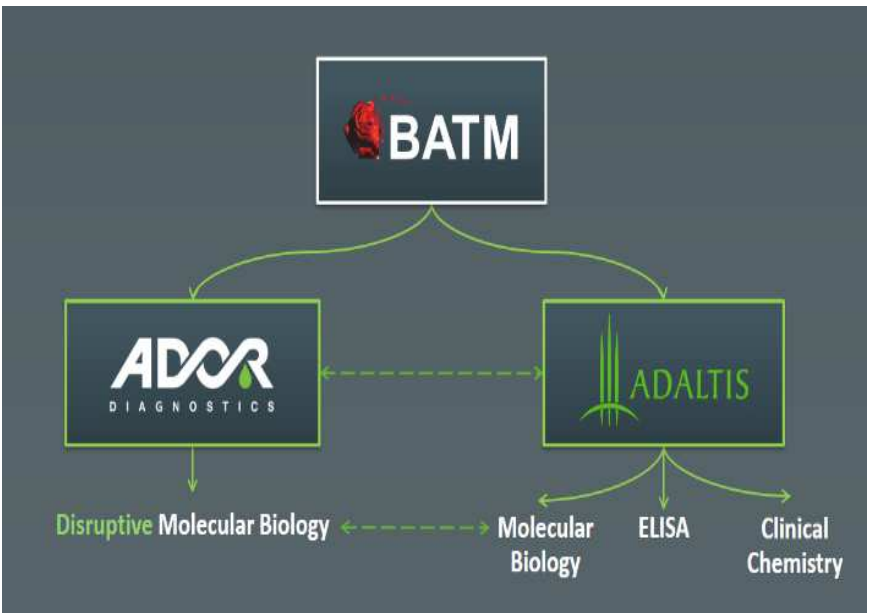 BATM
ADOR
DIAGNOSTICS
ADALTIS
Disruptive Molecular Biology
Molecular
Biology
ELISA
Clinical
Chemistry